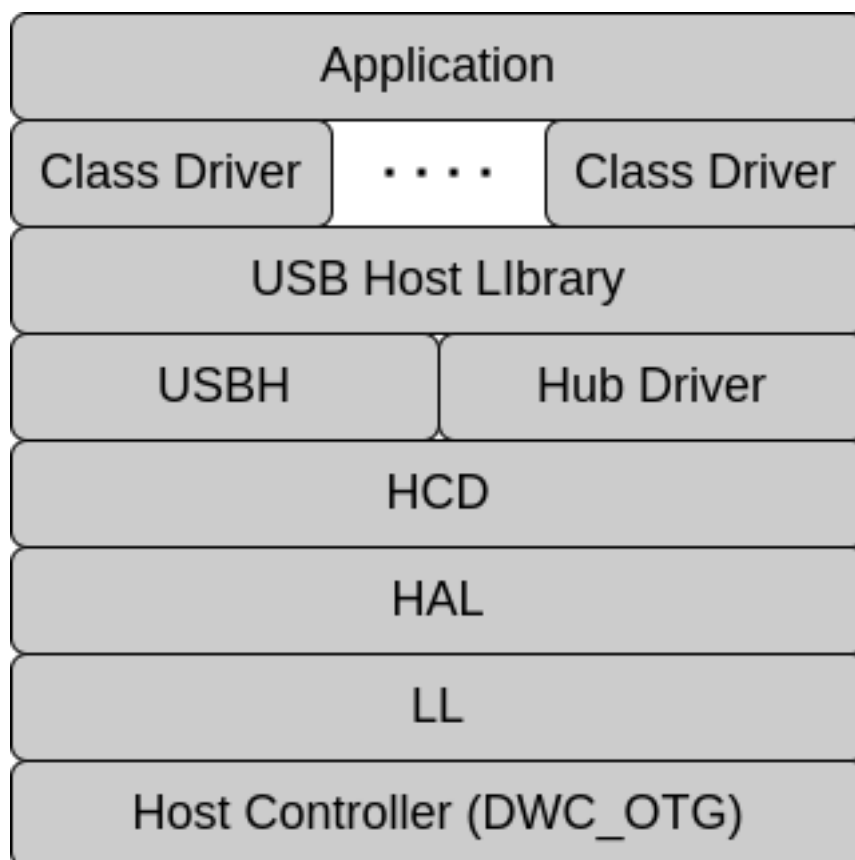 Application
Class Driver .... Class Driver
USB Host LIbrary
USBH Hub Driver
HCD
HAL
LL
Host Controller (DWC_OTG)